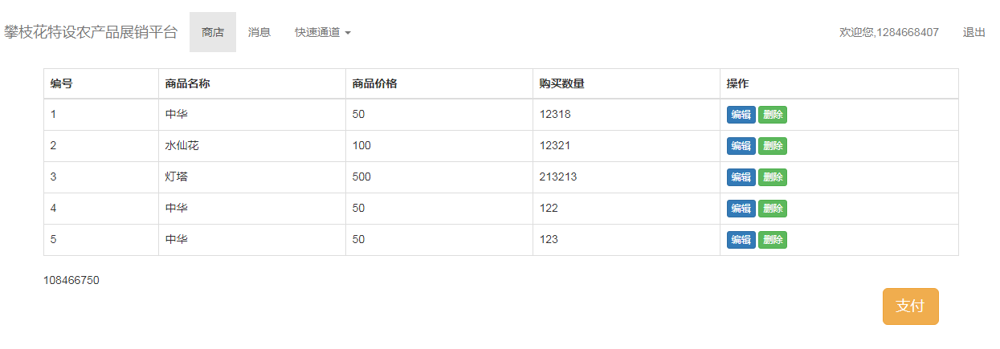 攀枝花特设农产品展销平台 商店 消息 快速通道 欢迎您,1284668407 退出
编号 商品名称 商品价格 购买数量 操作
1 中华 50 12318 编辑 删除
2 水仙花 100 12321 编辑 删除
3 灯塔 500 213213 编辑 删除
4 中华 50 122 编辑 删除
5 中华 50 123 编辑 删除
108466750
支付